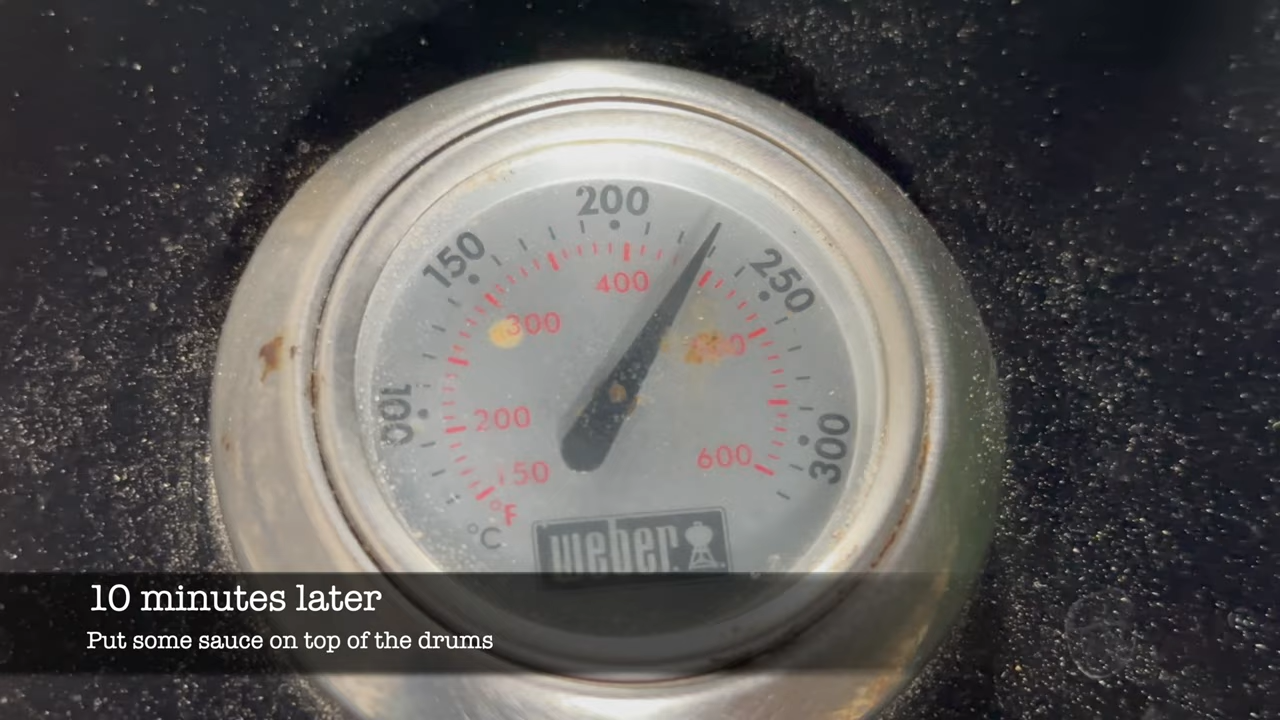 200
150
250
400
300
500
100
200
300
600
150
°F
°C
weber
10 minutes later
Put some sauce on top of the drums